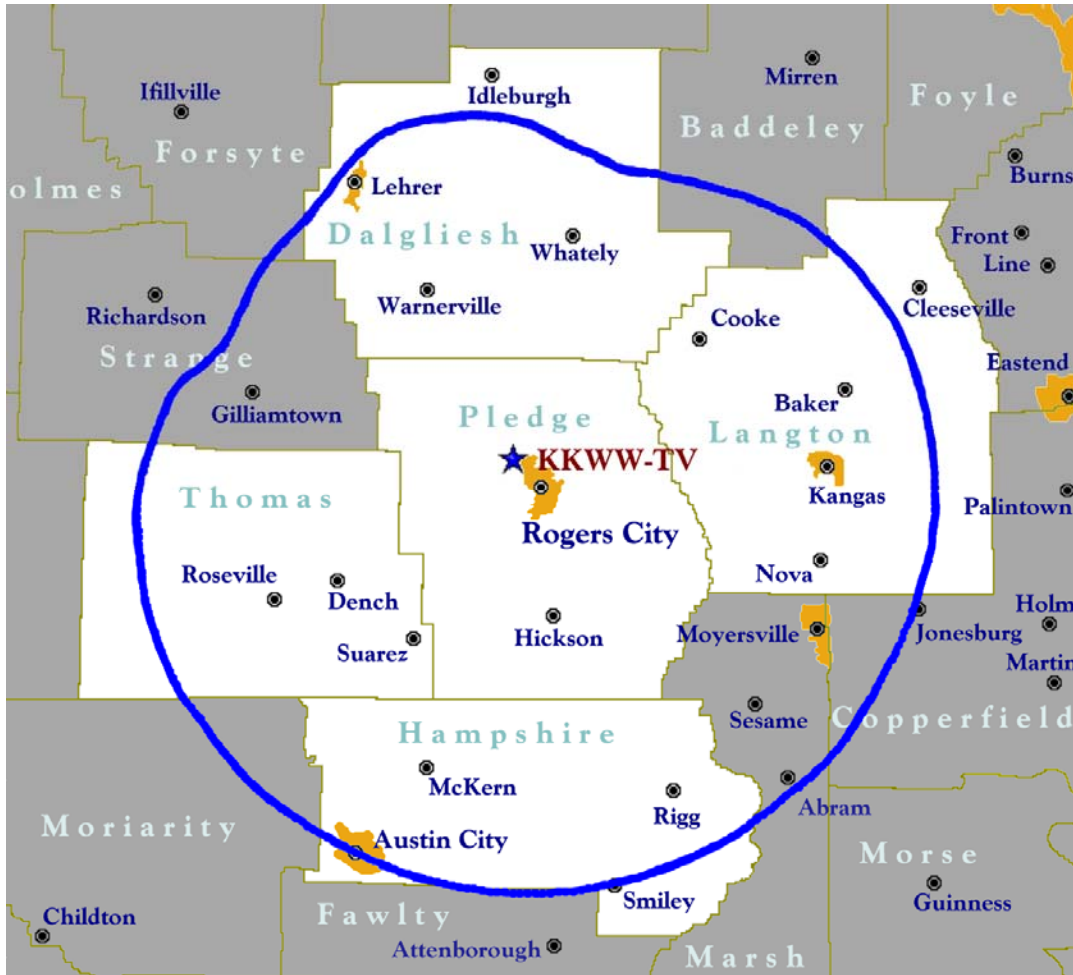 Idleburgh
Mirren
Ifillville
Foyle
Baddeley
Forsyte
Burns
olmes
Lehrer
Dalgliesh
Whately
Front
Line
Richardson
Warnerville
Cleeseville
Cooke
Strange
Eastend
Gilliamtown
Baker
Pledge
Langton
KKWW-TV
Thomas
Kangas
Palintown
Rogers City
Roseville
Dench
Nova
Holm
Suarez
Hickson
Moyersville
Jonesburg
Martin
Sesame
Copperfield
Hampshire
McKern
Rigg
Abram
Moriarity
Austin City
Morse
Smiley
Guinness
Childton
Fawlty
Attenborough
Marsh